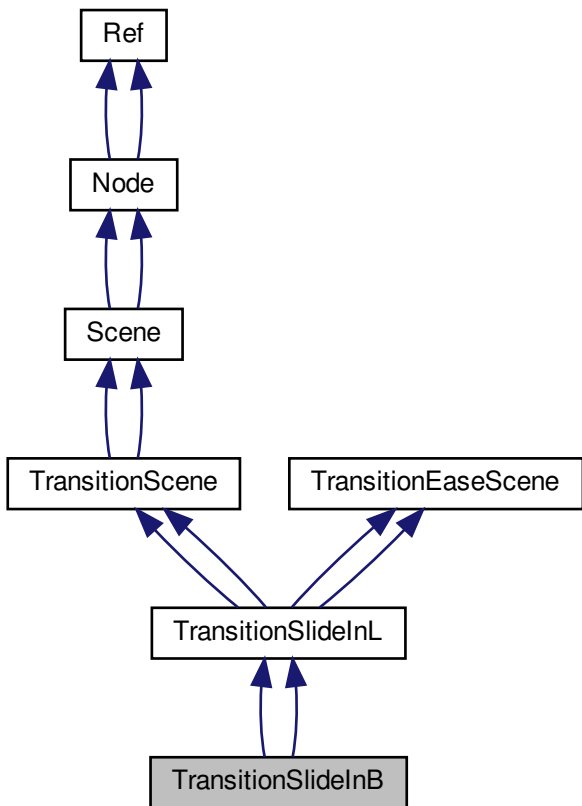 Ref
Node
Scene
TransitionScene
TransitionEaseScene
TransitionSlideInL
TransitionSlideInB